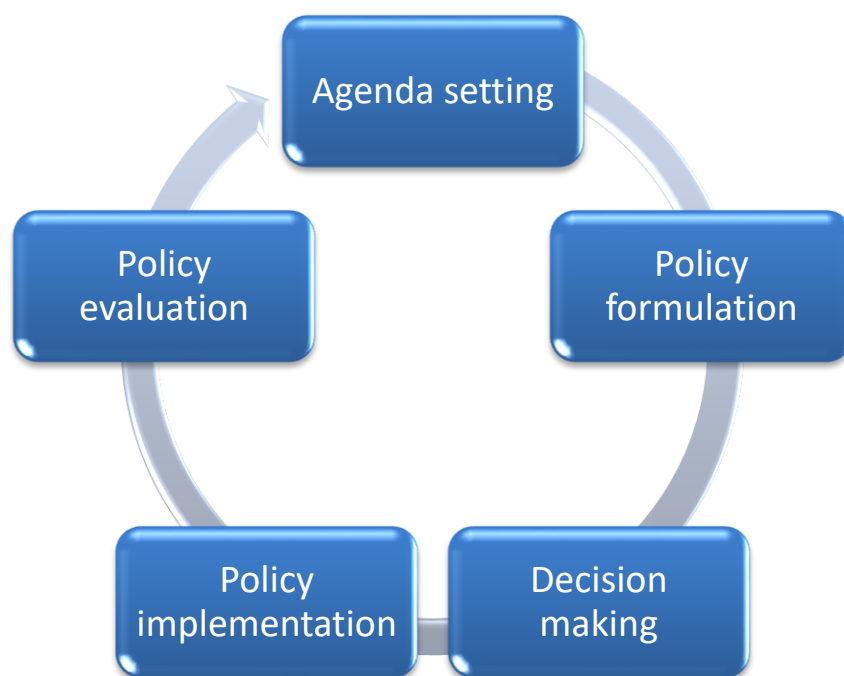 Agenda setting
Policy
formulation
Decision
making
Policy
implementation
Policy
evaluation